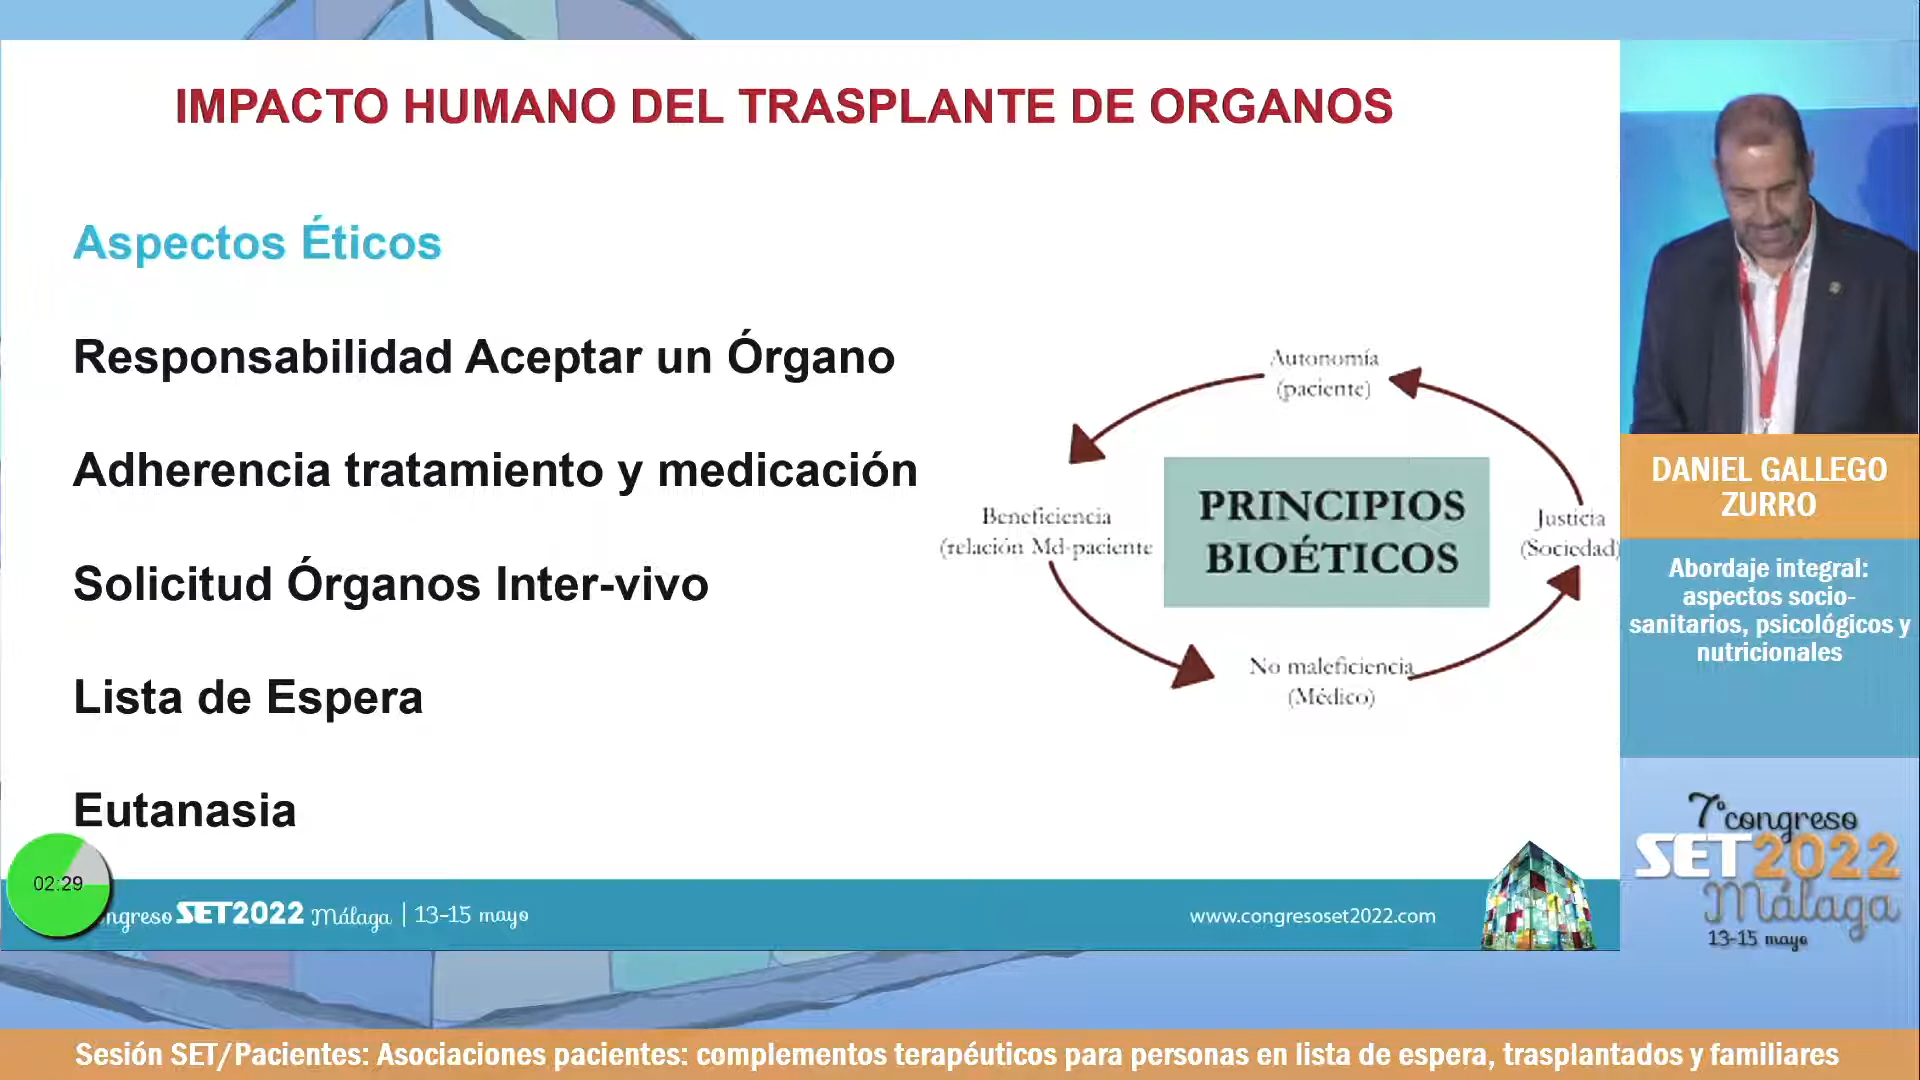 IMPACTO HUMANO DEL TRASPLANTE DE ORGANOS
Aspectos Éticos
Responsabilidad Aceptar un Órgano
Adherencia tratamiento y medicación
Solicitud Órganos Inter-vivo
Lista de Espera
Eutanasia
Autonomía
(paciente)
Beneficiencia
(relación Md-paciente
PRINCIPIOS
BIOÉTICOS
Justicia
(Sociedad)
No maleficiencia
(Médico)
02:29
ngreso SET2022 Málaga | 13-15 mayo
www.congresoset2022.com
DANIEL GALLEGO
ZURRO
Abordaje integral:
aspectos socio-
sanitarios, psicológicos y
nutricionales
7º congreso
SET2022
Málaga
13-15 mayo
Sesión SET/Pacientes: Asociaciones pacientes: complementos terapéuticos para personas en lista de espera, trasplantados y familiares